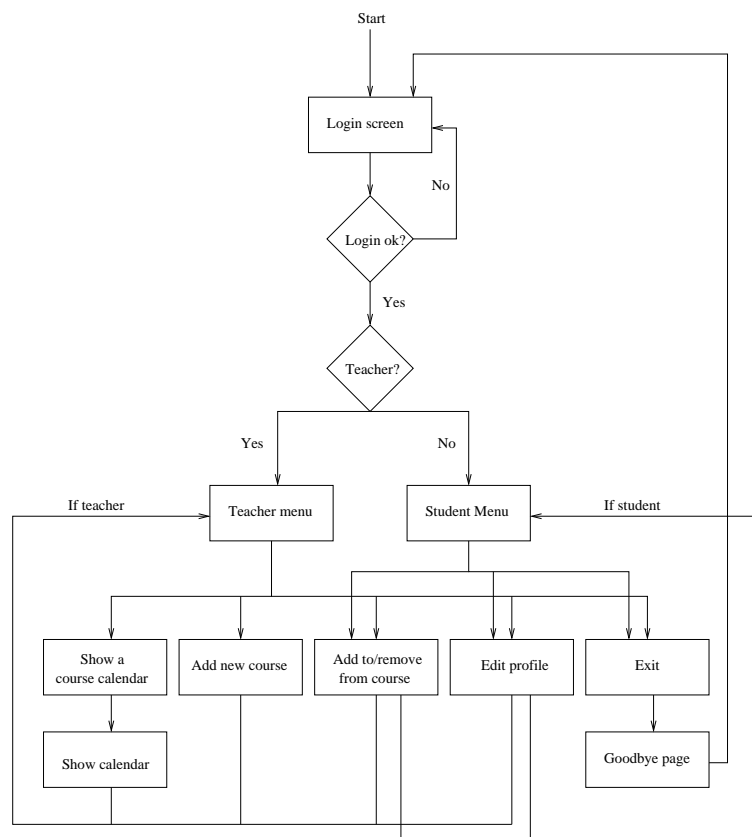 Start
Login screen
No
Login ok?
Yes
Teacher?
Yes
No
If teacher
Teacher menu
Student Menu
If student
Show a
course calendar
Add new course
Add to/remove
from course
Edit profile
Exit
Show calendar
Goodbye page